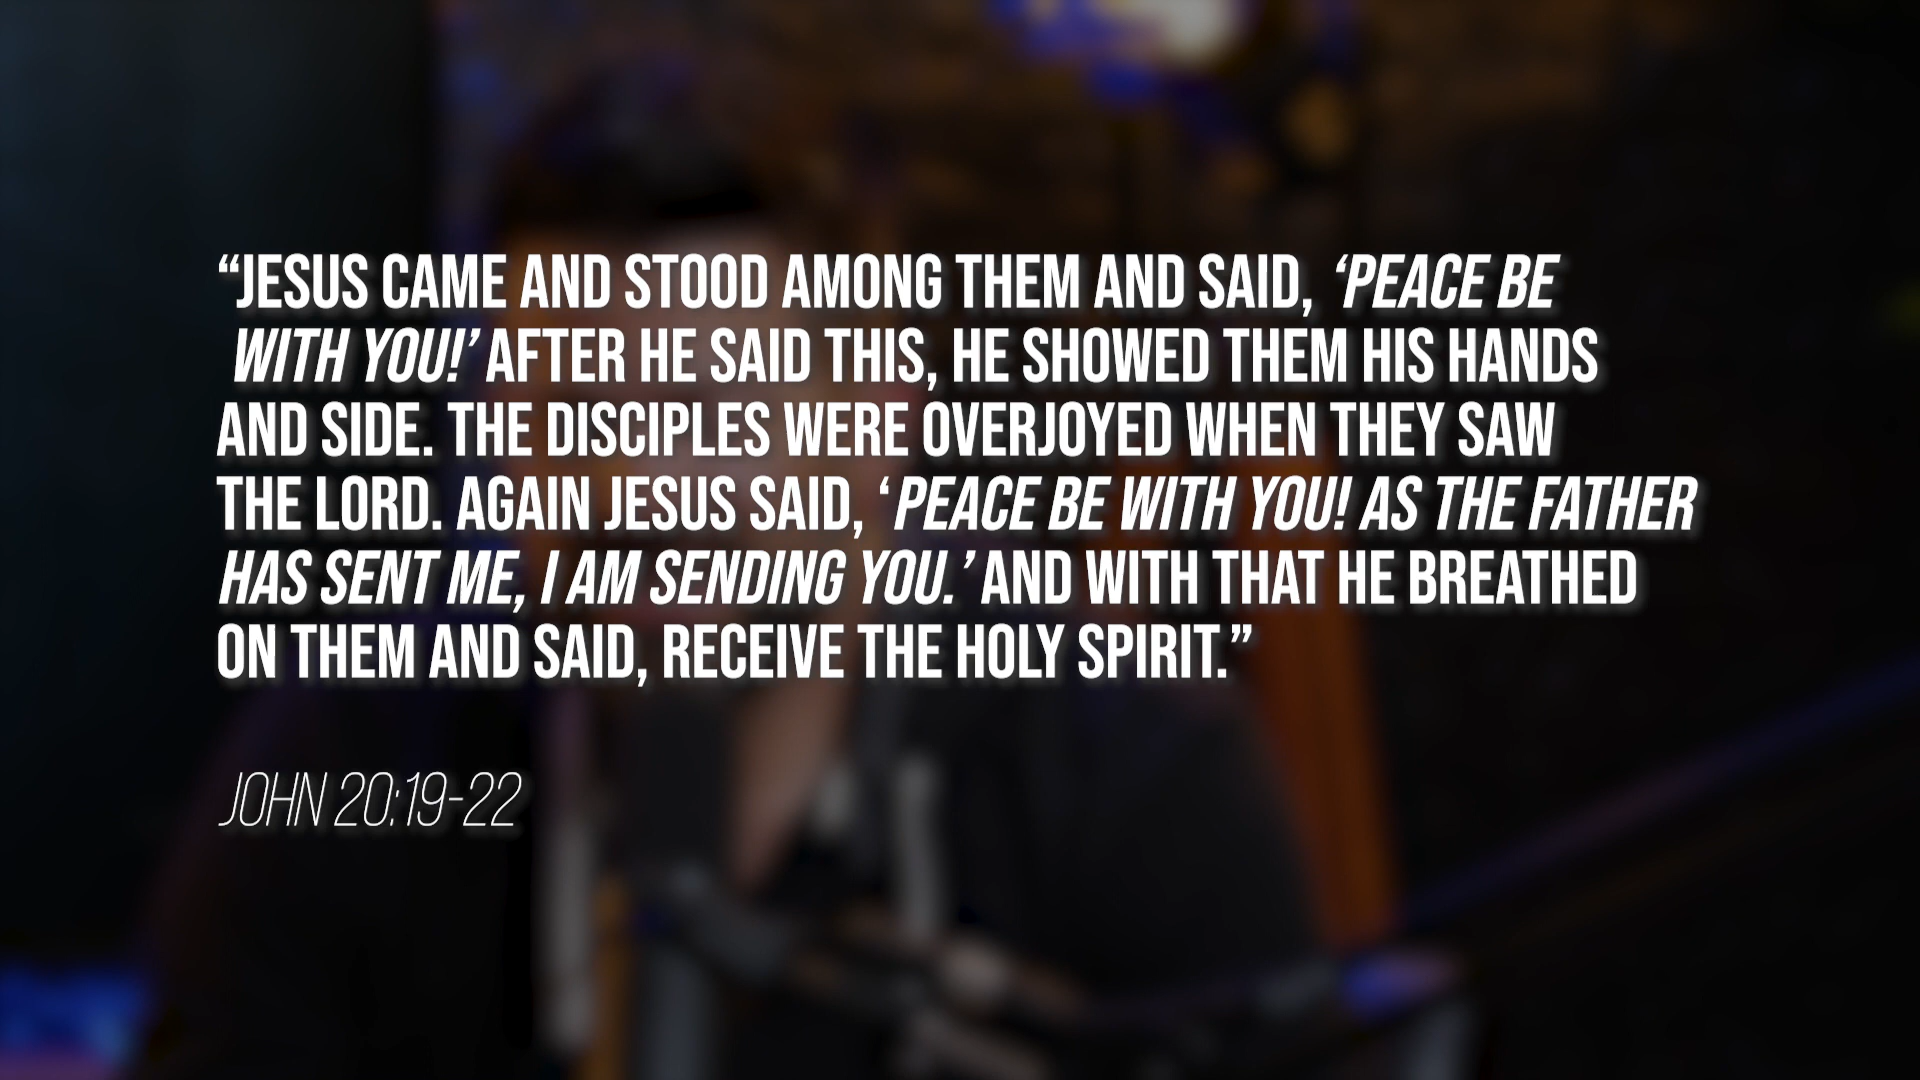 “JESUS CAME AND STOOD AMONG THEM AND SAID, ‘PEACE BE
WITH YOU!’ AFTER HE SAID THIS, HE SHOWED THEM HIS HANDS
AND SIDE. THE DISCIPLES WERE OVERJOYED WHEN THEY SAW
THE LORD. AGAIN JESUS SAID, ‘PEACE BE WITH YOU! AS THE FATHER
HAS SENT ME, I AM SENDING YOU.’ AND WITH THAT HE BREATHED
ON THEM AND SAID, RECEIVE THE HOLY SPIRIT.”
JOHN 20:19-22